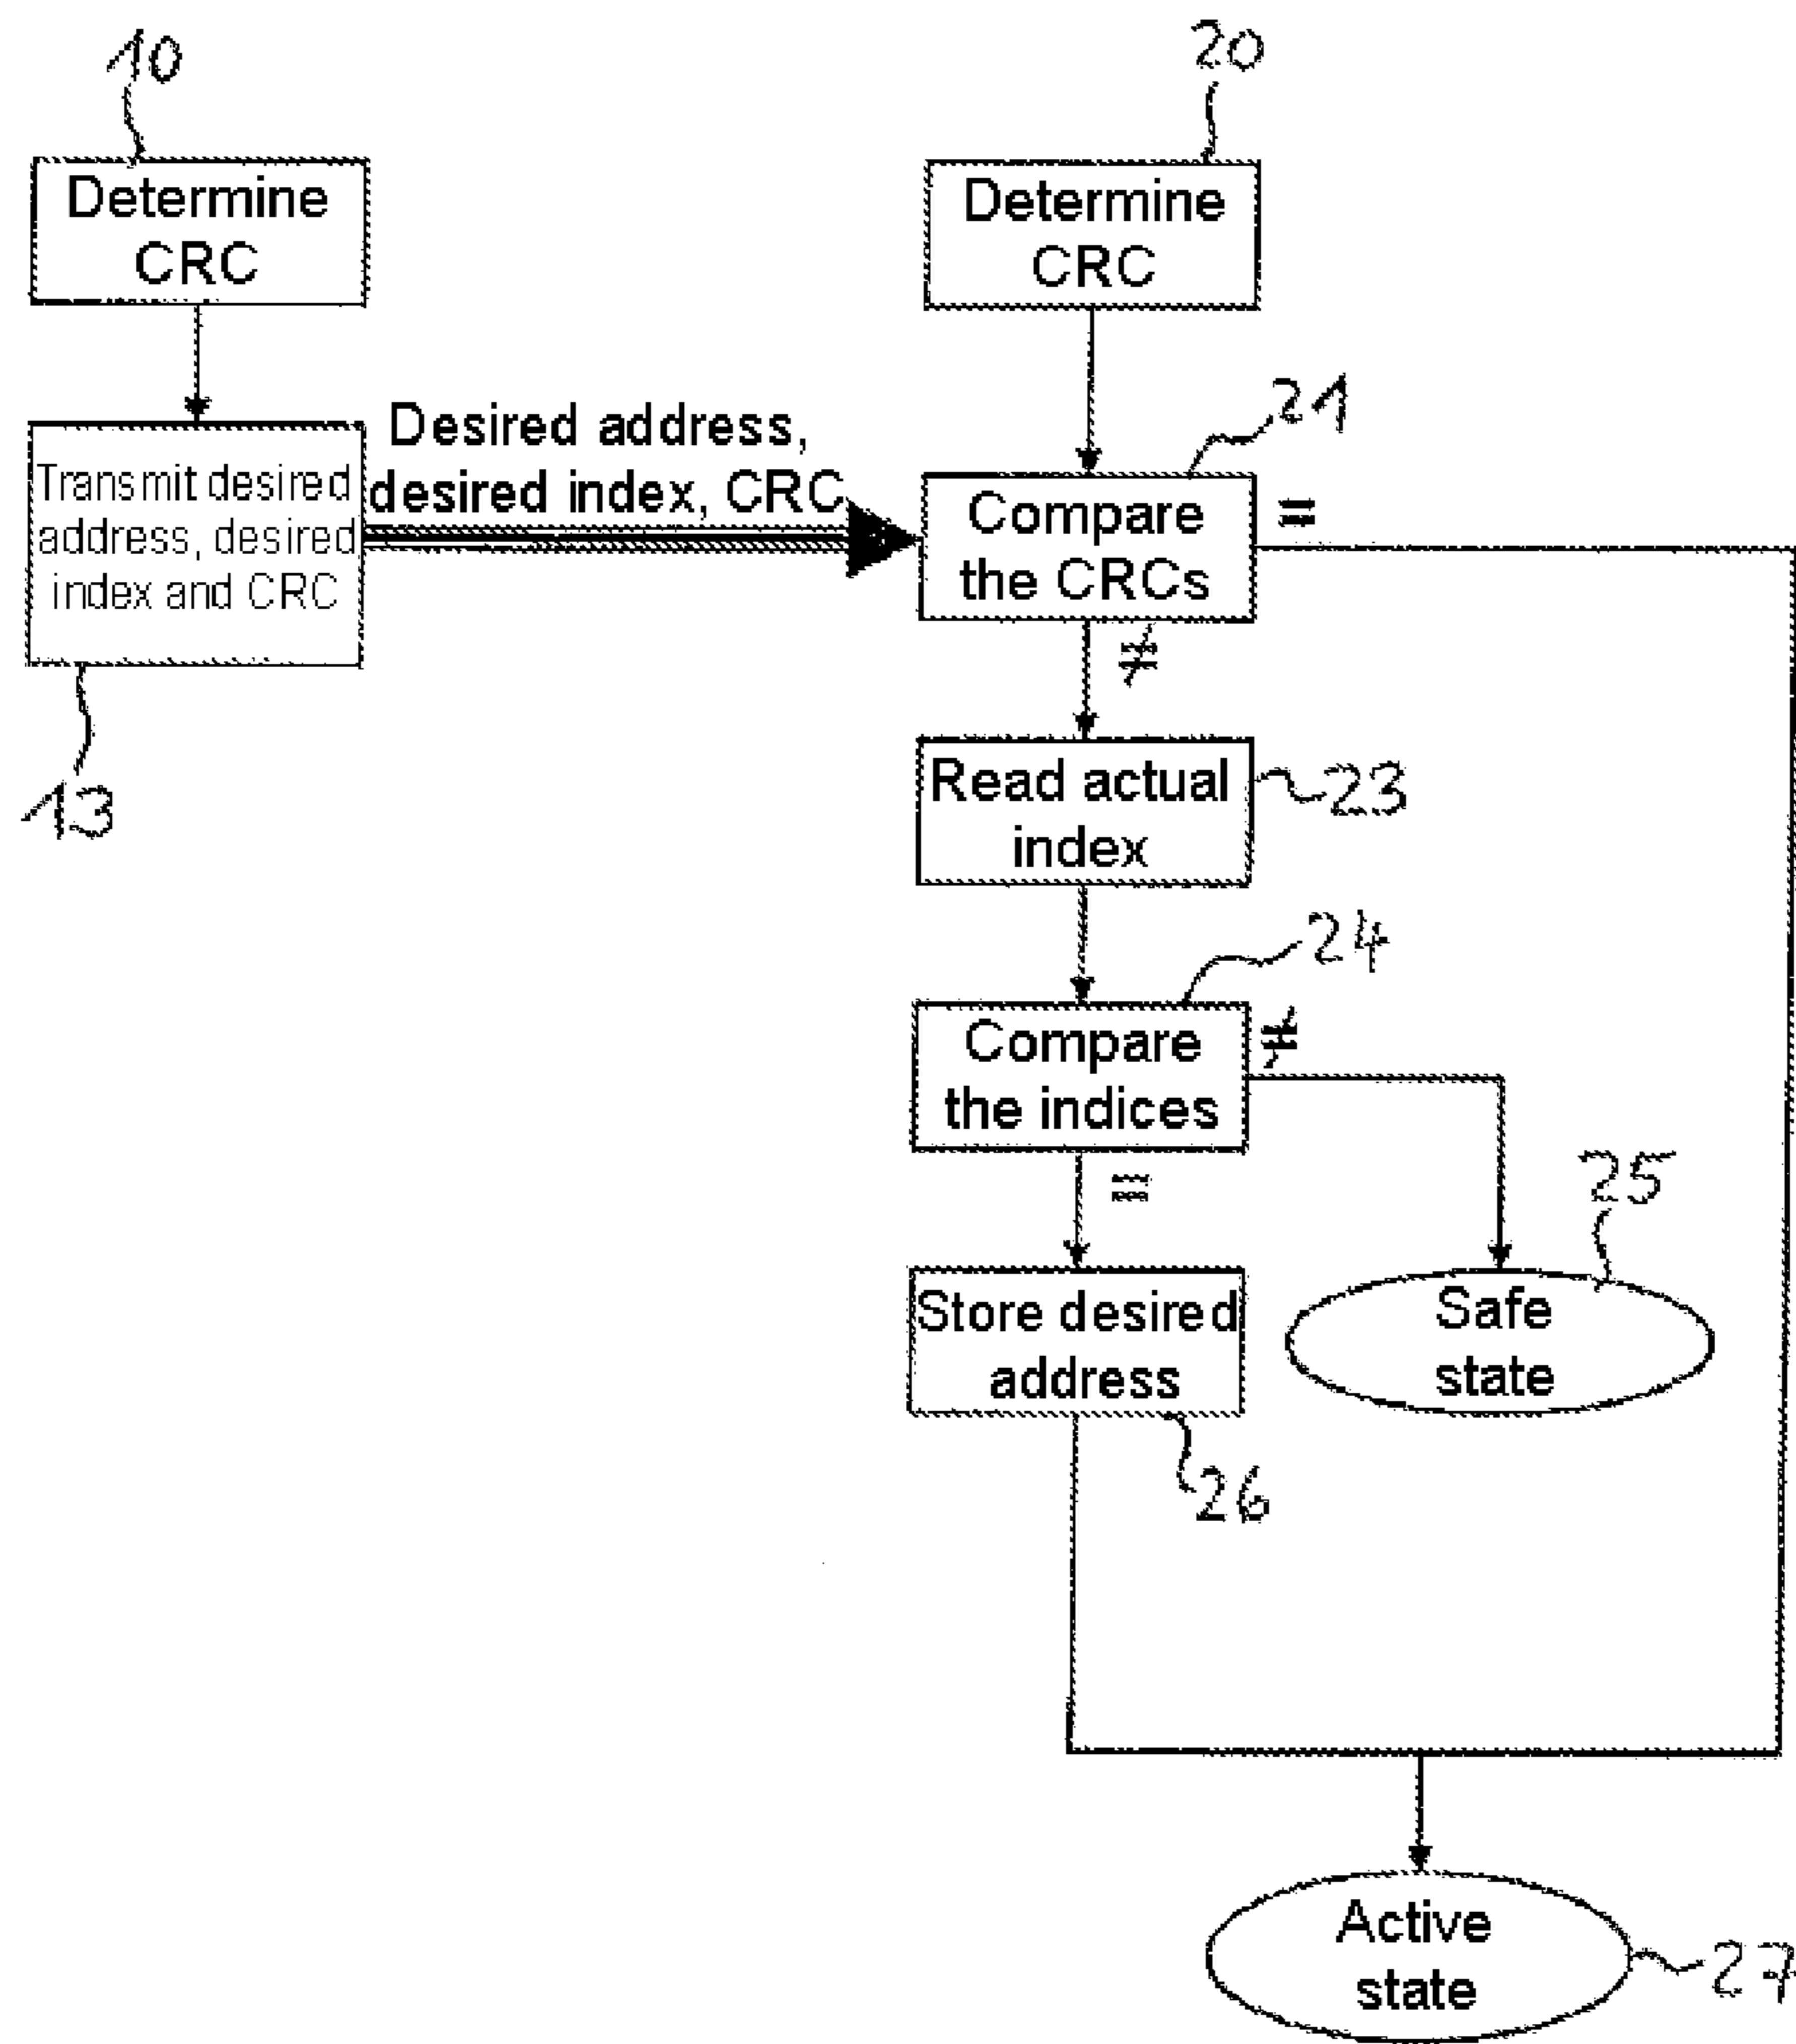 10
20
Determine
CRC
Determine
CRC
21
Desired address,
desired index, CRC
Transmit desired
address, desired
index and CRC
Compare
the CRCs
=
≠
13
Read actual
index
23
24
Compare
the indices
≠
=
25
Store desired
address
Safe
state
26
Active
state
27